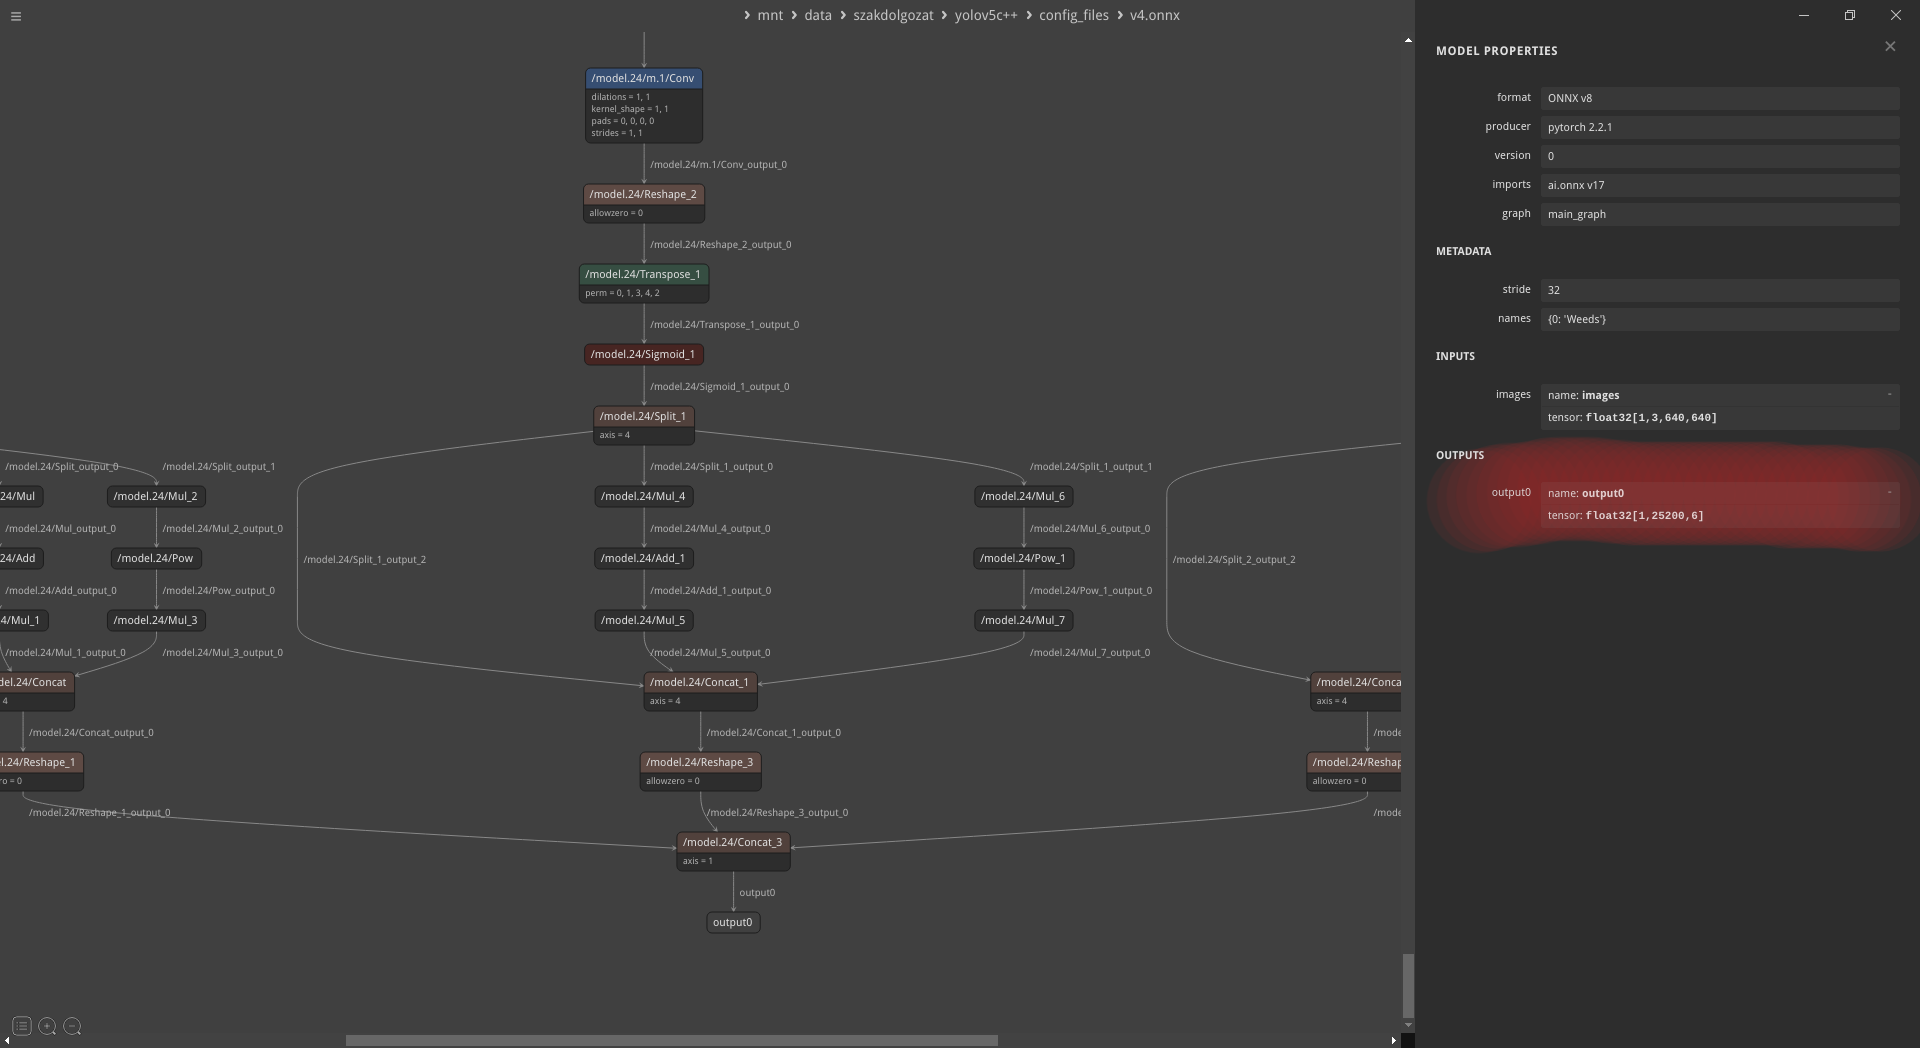 › mnt › data › szakdolgozat › yolov5c++ › config_files › v4.onnx
/model.24/m.1/Conv
dilations = 1, 1
kernel_shape = 1, 1
pads = 0, 0, 0, 0
strides = 1, 1
/model.24/m.1/Conv_output_0
/model.24/Reshape_2
allowzero = 0
/model.24/Reshape_2_output_0
/model.24/Transpose_1
perm = 0, 1, 3, 4, 2
/model.24/Transpose_1_output_0
/model.24/Sigmoid_1
/model.24/Sigmoid_1_output_0
/model.24/Split_1
axis = 4
/model.24/Split_output_0 /model.24/Split_output_1 /model.24/Split_1_output_0 /model.24/Split_1_output_1
24/Mul /model.24/Mul_2 /model.24/Mul_4 /model.24/Mul_6
/model.24/Mul_output_0 /model.24/Mul_2_output_0 /model.24/Mul_4_output_0 /model.24/Mul_6_output_0
24/Add /model.24/Pow /model.24/Split_1_output_2 /model.24/Add_1 /model.24/Pow_1 /model.24/Split_2_output_2
/model.24/Add_output_0 /model.24/Pow_output_0 /model.24/Add_1_output_0 /model.24/Pow_1_output_0
4/Mul_1 /model.24/Mul_3 /model.24/Mul_5 /model.24/Mul_7
/model.24/Mul_1_output_0 /model.24/Mul_3_output_0 /model.24/Mul_5_output_0 /model.24/Mul_7_output_0
del.24/Concat /model.24/Concat_1 /model.24/Conca
4 axis = 4 axis = 4
/model.24/Concat_output_0 /model.24/Concat_1_output_0 /mode
l.24/Reshape_1 /model.24/Reshape_3 /model.24/Reshap
ro = 0 allowzero = 0 allowzero = 0
/model.24/Reshape_1_output_0 /model.24/Reshape_3_output_0 /mode
/model.24/Concat_3
axis = 1
output0
output0
MODEL PROPERTIES
format ONNX v8
producer pytorch 2.2.1
version 0
imports ai.onnx v17
graph main_graph
METADATA
stride 32
names {0: 'Weeds'}
INPUTS
images name: images -
tensor: float32[1,3,640,640]
OUTPUTS
output0 name: output0 -
tensor: float32[1,25200,6]